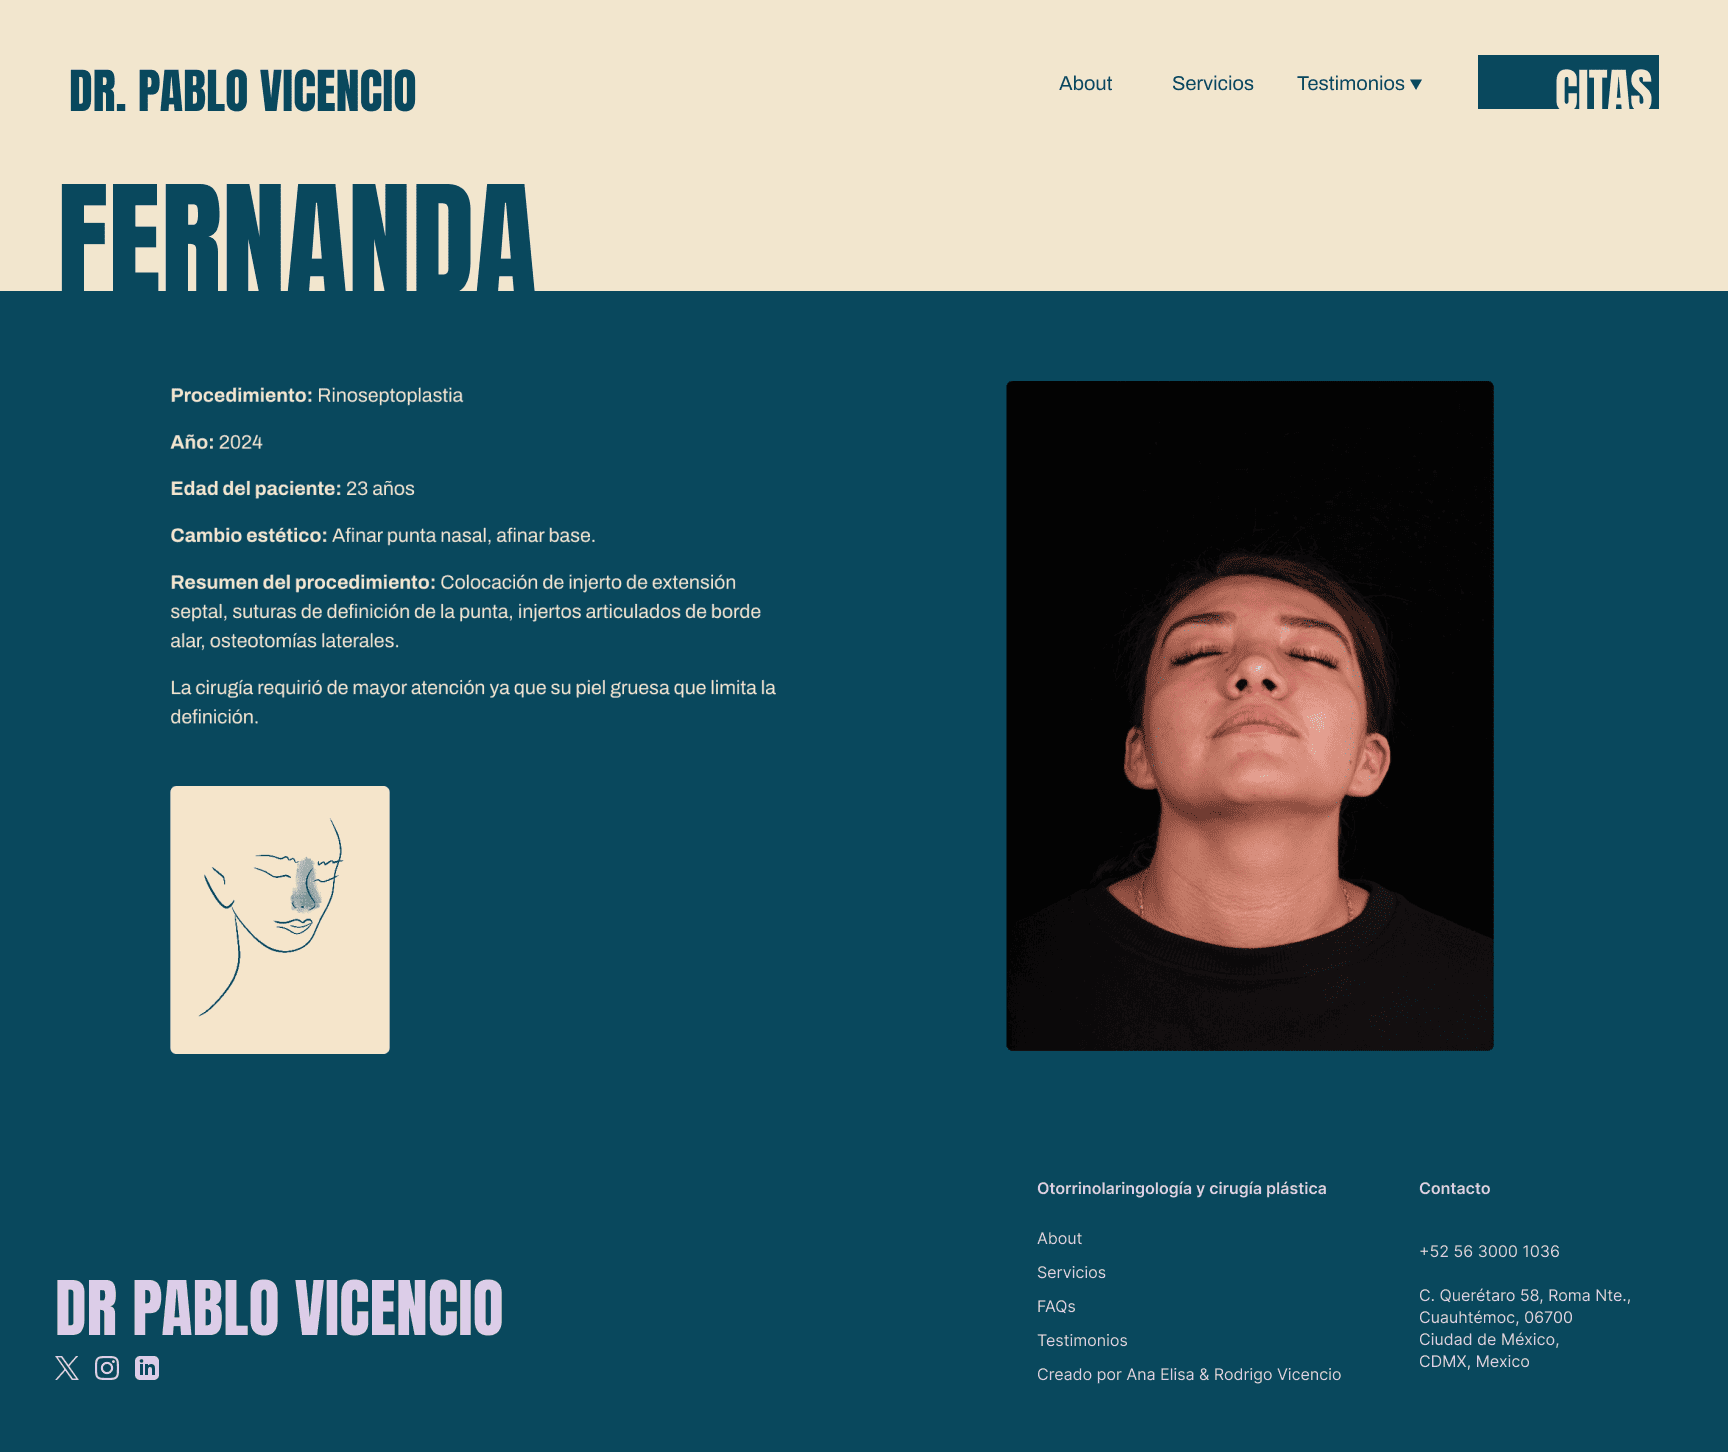 DR. PABLO VICENCIO
About
Servicios
Testimonios ▼
CITAS
FERNANDA
Procedimiento: Rinoseptoplastia
Año: 2024
Edad del paciente: 23 años
Cambio estético: Afinar punta nasal, afinar base.
Resumen del procedimiento: Colocación de injerto de extensión
septal, suturas de definición de la punta, injertos articulados de borde
alar, osteotomías laterales.
La cirugía requirió de mayor atención ya que su piel gruesa que limita la
definición.
DR PABLO VICENCIO
Otorrinolaringología y cirugía plástica
About
Servicios
FAQs
Testimonios
Creado por Ana Elisa & Rodrigo Vicencio
Contacto
+52 56 3000 1036
C. Querétaro 58, Roma Nte.,
Cuauhtémoc, 06700
Ciudad de México,
CDMX, Mexico